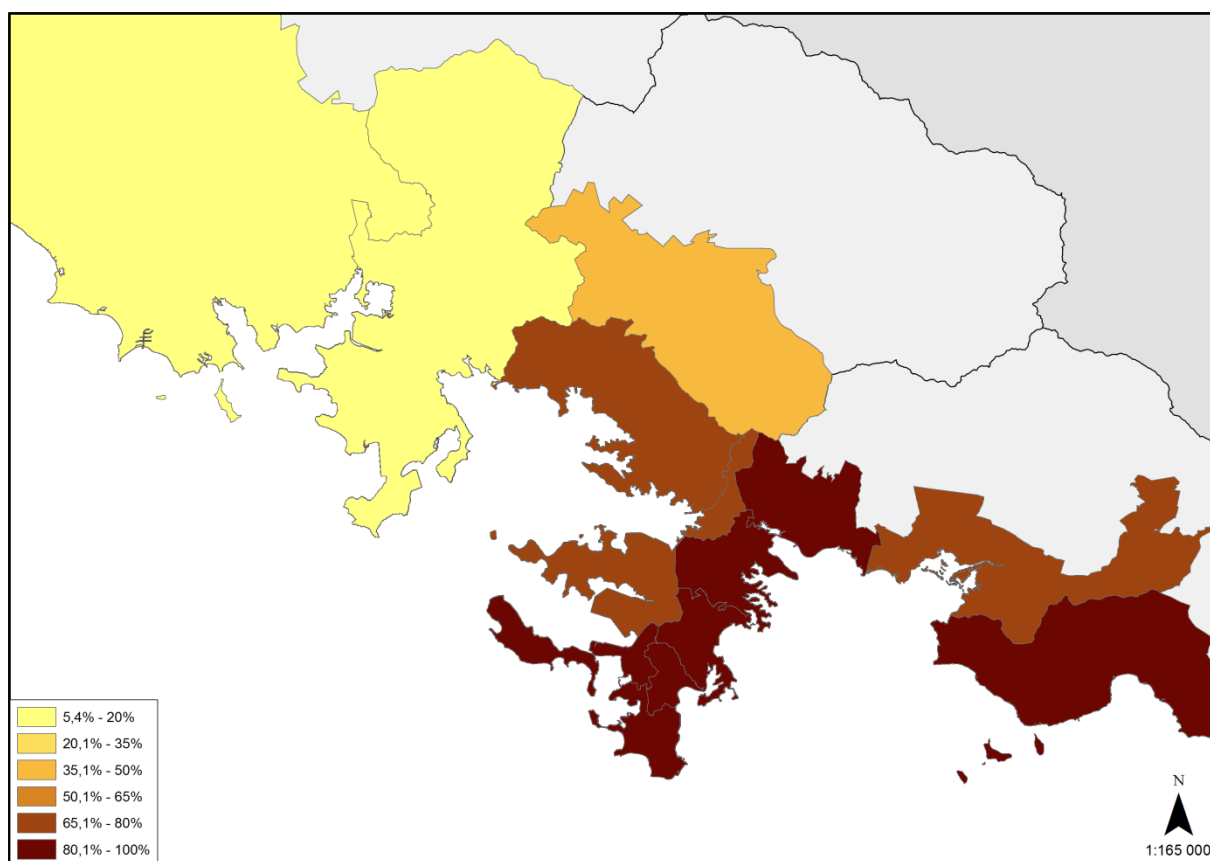 5,4% - 20%
20,1% - 35%
35,1% - 50%
50,1% - 65%
65,1% - 80%
80,1% - 100%
N
1:165 000